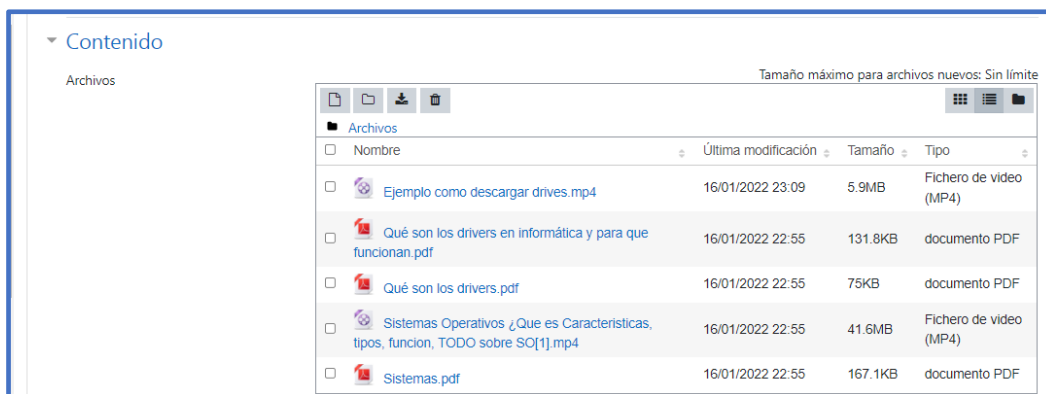 Contenido
Archivos
Tamaño máximo para archivos nuevos: Sin límite
Archivos
Nombre Última modificación Tamaño Tipo
Ejemplo como descargar drives.mp4 16/01/2022 23:09 5.9MB Fichero de video
(MP4)
Qué son los drivers en informática y para que
funcionan.pdf 16/01/2022 22:55 131.8KB documento PDF
Qué son los drivers.pdf 16/01/2022 22:55 75KB documento PDF
Sistemas Operativos ¿Que es Caracteristicas,
tipos, funcion, TODO sobre SO[1].mp4 16/01/2022 22:55 41.6MB Fichero de video
(MP4)
Sistemas.pdf 16/01/2022 22:55 167.1KB documento PDF